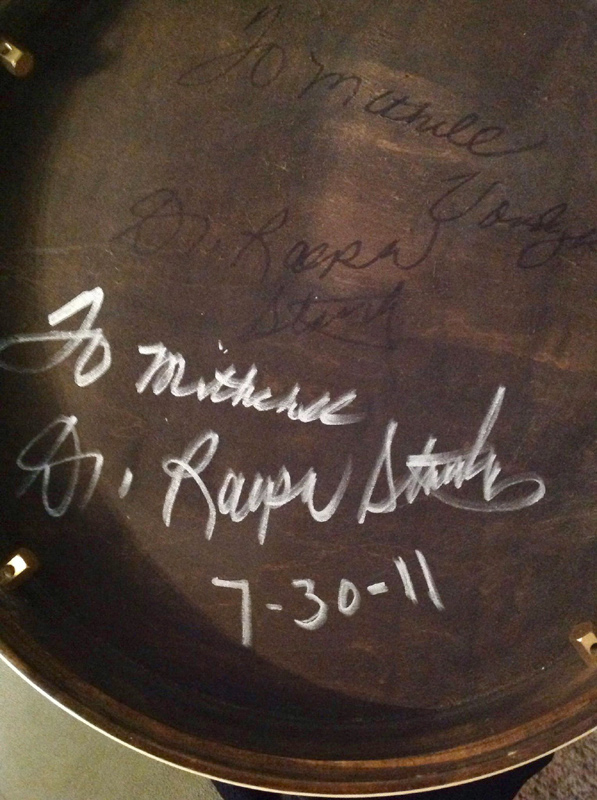 To Mitchell
Dr. Ralph
Stanley
To Mitchell
Dr. Ralph Stanley
7-30-11